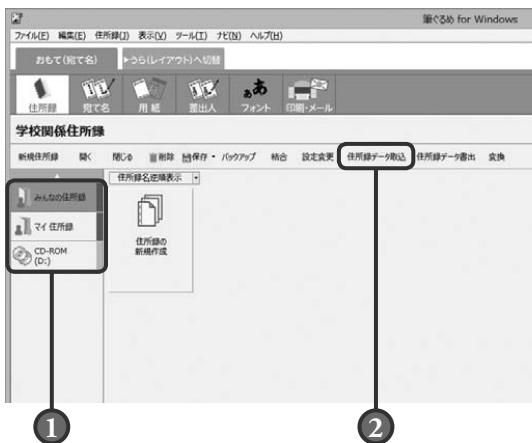 筆ぐるめ for Windows
ファイル(F) 編集(E) 住所録(J) 表示(V) ツール(T) ナビ(N) ヘルプ(H)
おもて(宛て名) ▶うら(レイアウト)へ切替
住所録 宛て名 用紙 差出人 フォント 印刷・メール
学校関係住所録
新規住所録 開く 閉じる 削除 保存 バックアップ 結合 設定変更 住所録データ取込 住所録データ書出 変換
住所録名逆順表示
みんなの住所録
マイ住所録
CD-ROM
(D:)
住所録の
新規作成
1 2